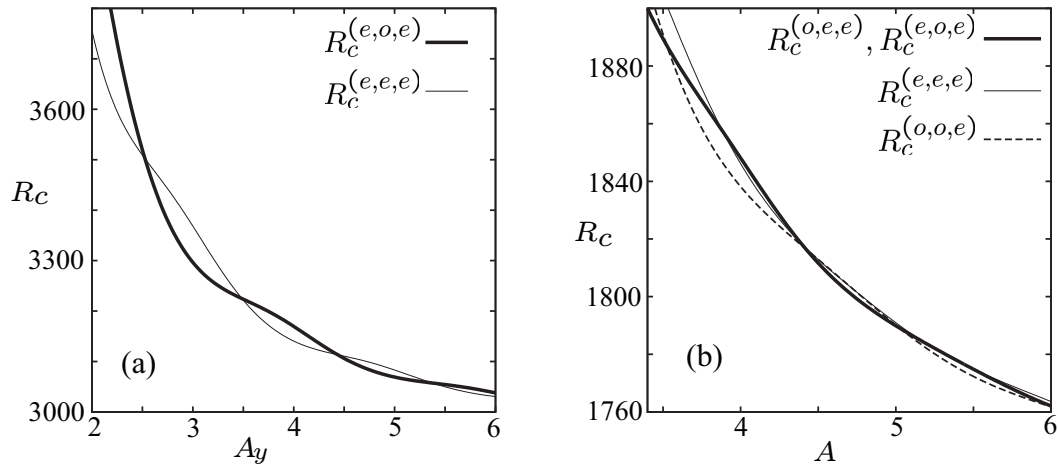 R_c^{(e,o,e)}
R_c^{(e,e,e)}
3600
R_c
3300
(a)
3000
2 3 4 5 6
A_y
R_c^{(o,e,e)}, R_c^{(e,o,e)}
1880
R_c^{(e,e,e)}
R_c^{(o,o,e)}
1840
R_c
1800
(b)
1760
4 5 6
A